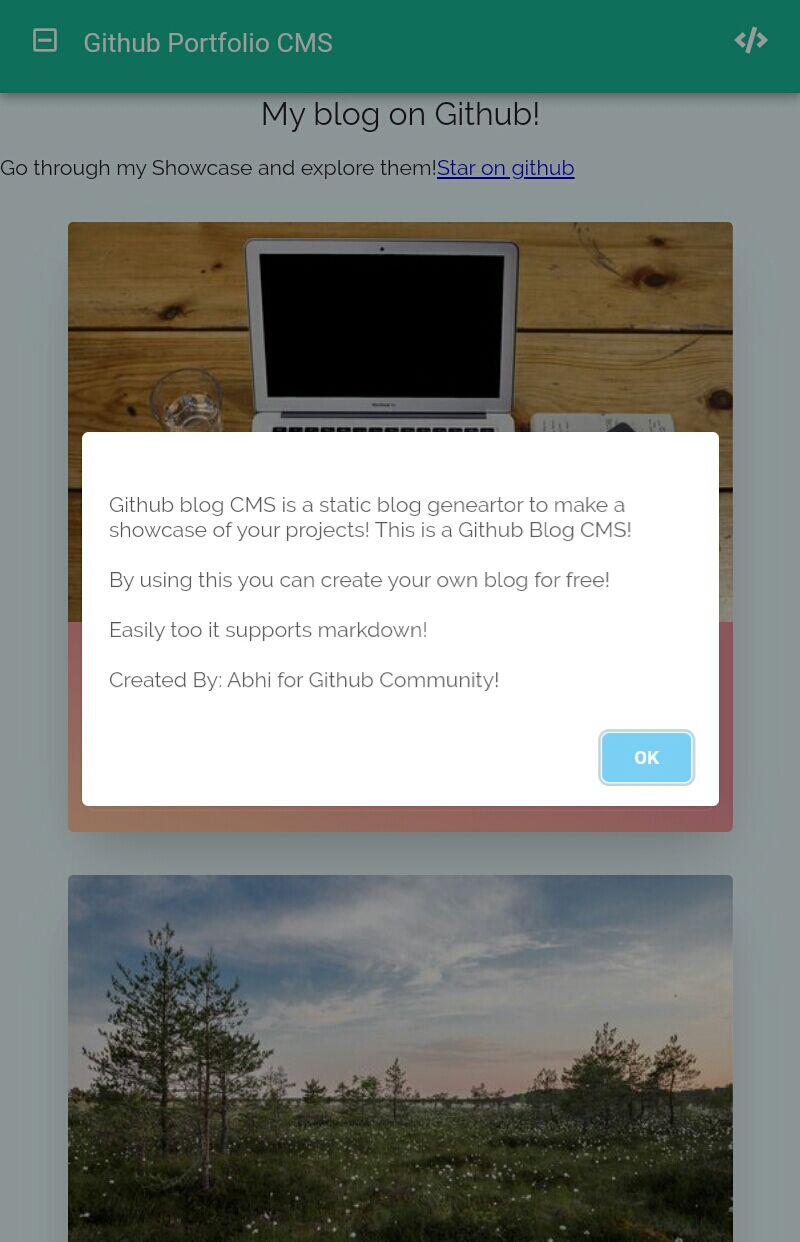 Github Portfolio CMS
My blog on Github!
Go through my Showcase and explore them!Star on github
Github blog CMS is a static blog geneartor to make a
showcase of your projects! This is a Github Blog CMS!
By using this you can create your own blog for free!
Easily too it supports markdown!
Created By: Abhi for Github Community!
OK